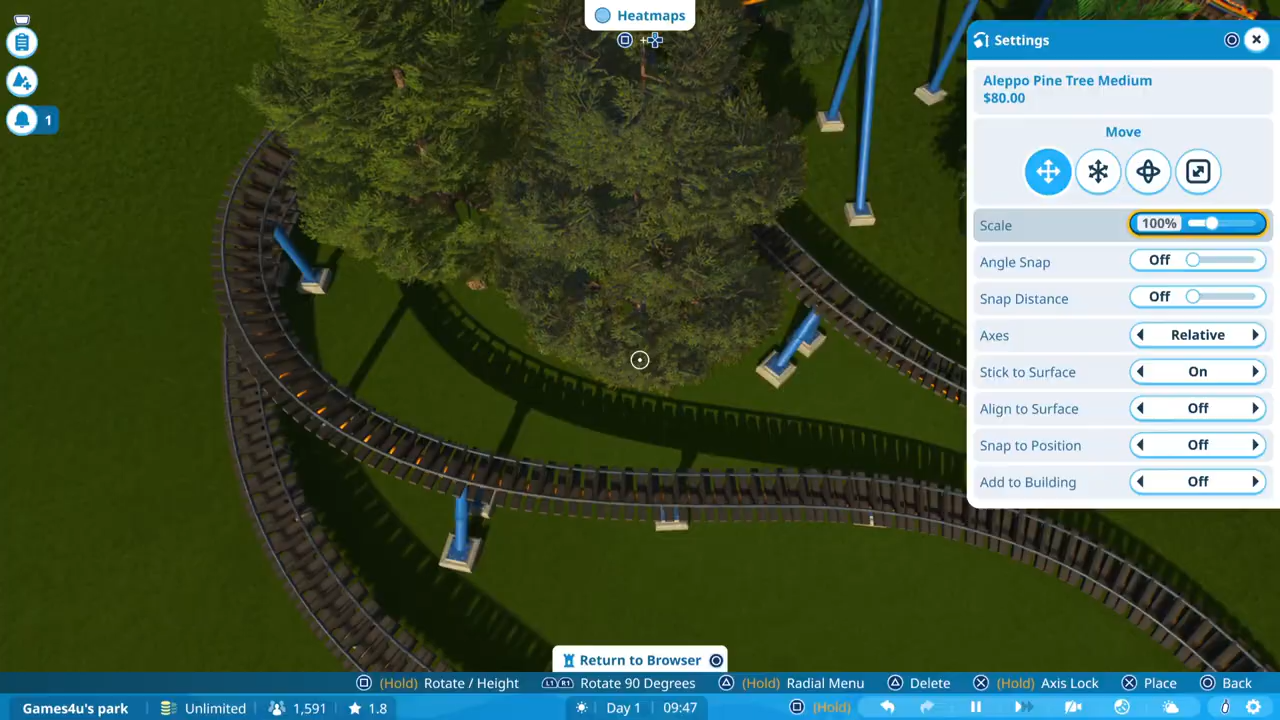 Heatmaps
+
1
Settings
Aleppo Pine Tree Medium
$80.00
Move
Scale 100%
Angle Snap Off
Snap Distance Off
Axes Relative
Stick to Surface On
Align to Surface Off
Snap to Position Off
Add to Building Off
Return to Browser
(Hold) Rotate / Height L1 R1 Rotate 90 Degrees (Hold) Radial Menu Delete (Hold) Axis Lock Place Back
Games4u's park Unlimited 1,591 1.8 Day 1 09:47 (Hold)